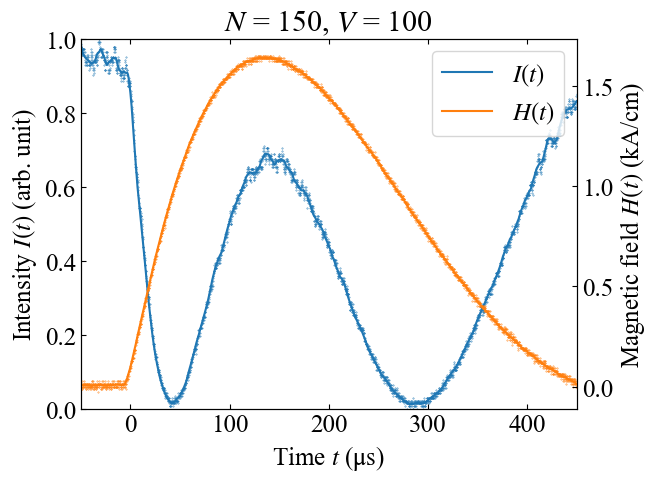 N = 150, V = 100
1.0
0.8
0.6
0.4
0.2
0.0
Intensity I(t) (arb. unit)
I(t)
H(t)
1.5
1.0
0.5
0.0
Magnetic field H(t) (kA/cm)
0
100
200
300
400
Time t (μs)